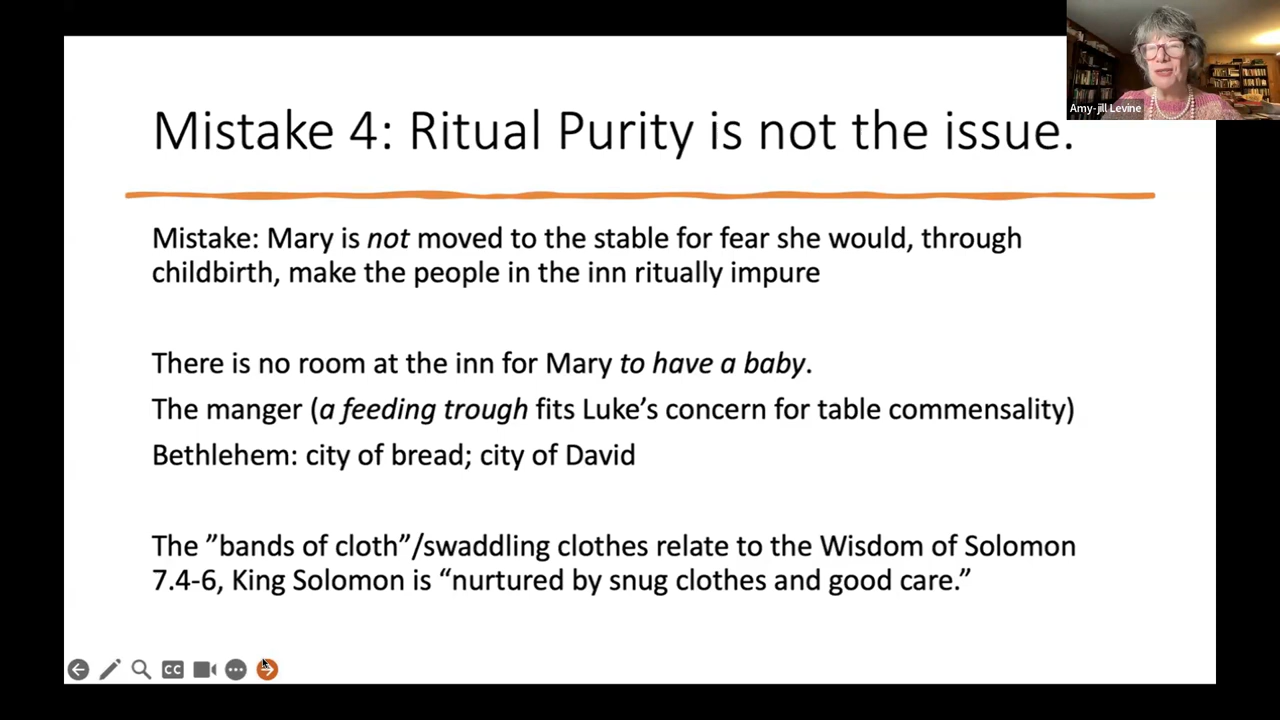 Amy-jill Levine
Mistake 4: Ritual Purity is not the issue.
Mistake: Mary is not moved to the stable for fear she would, through
childbirth, make the people in the inn ritually impure
There is no room at the inn for Mary to have a baby.
The manger (a feeding trough fits Luke’s concern for table commensality)
Bethlehem: city of bread; city of David
The ”bands of cloth”/swaddling clothes relate to the Wisdom of Solomon
7.4-6, King Solomon is “nurtured by snug clothes and good care.”
CC